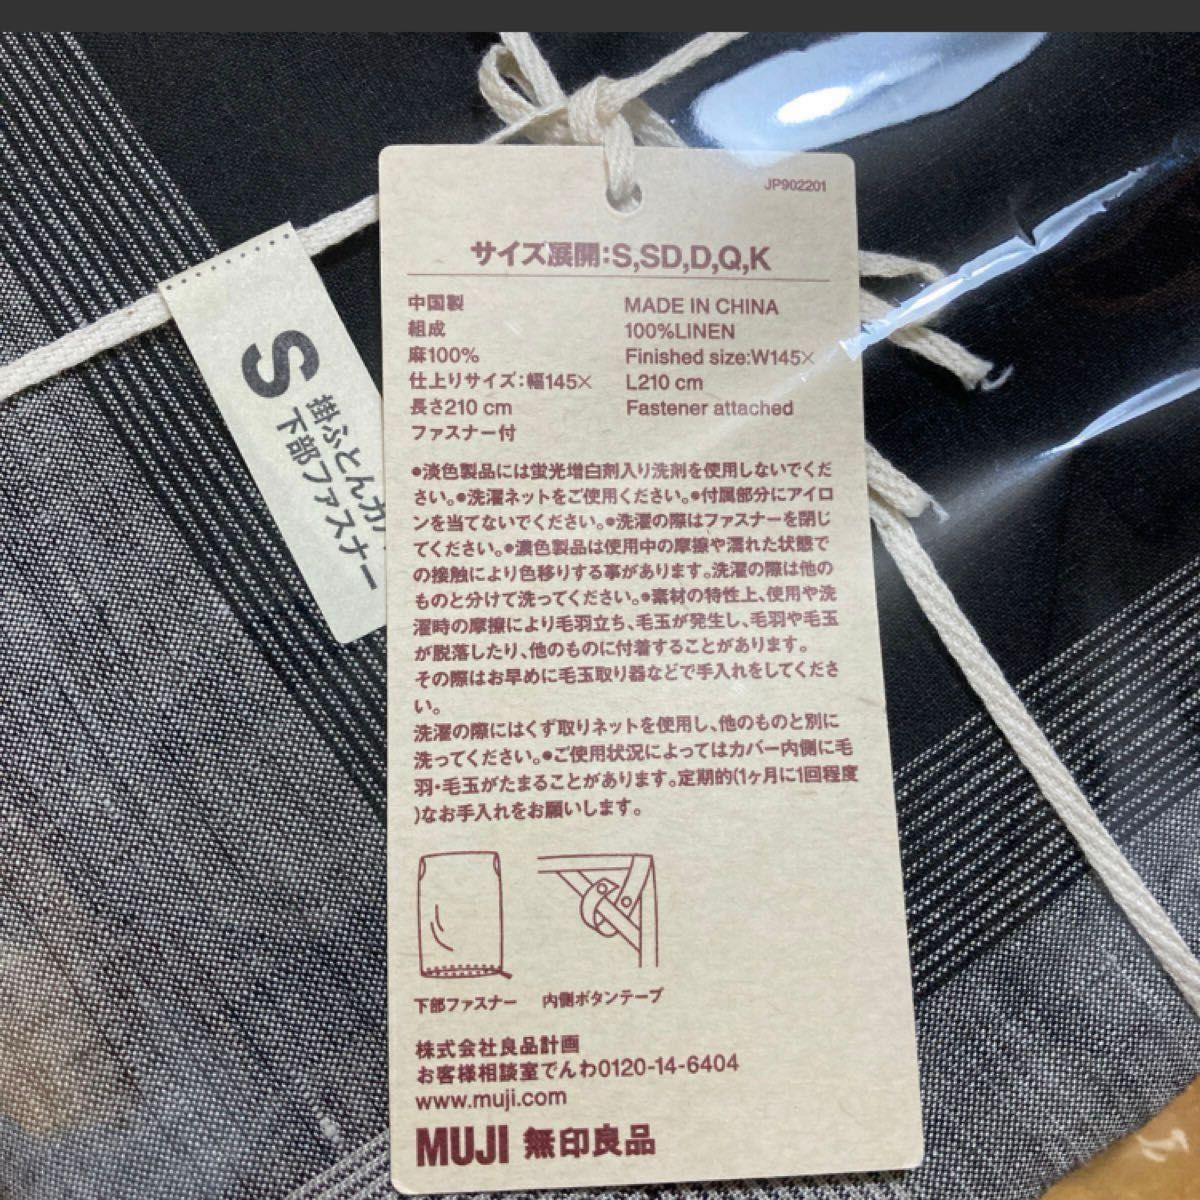 JP902201
サイズ展開:S,SD,D,Q,K
中国製
組成
麻100%
仕上りサイズ:幅145×
長さ210 cm
ファスナー付
MADE IN CHINA
100%LINEN
Finished size:W145×
L210 cm
Fastener attached
●淡色製品には蛍光増白剤入り洗剤を使用しないでくだ
さい。●洗濯ネットをご使用ください。●付属部分にアイロ
ンを当てないでください。●洗濯の際はファスナーを閉じ
てください。●濃色製品は使用中の摩擦や濡れた状態で
の接触により色移りする事があります。洗濯の際は他の
ものと分けて洗ってください。●素材の特性上、使用や洗
濯時の摩擦により毛羽立ち、毛玉が発生し、毛羽や毛玉
が脱落したり、他のものに付着することがあります。
その際はお早めに毛玉取り器などで手入れをしてくださ
い。
洗濯の際にはくず取りネットを使用し、他のものと別に
洗ってください。●ご使用状況によってはカバー内側に毛
羽・毛玉がたまることがあります。定期的(1ヶ月に1回程度
)なお手入れをお願いします。
下部ファスナー 内側ボタンテープ
株式会社良品計画
お客様相談室でんわ0120-14-6404
www.muji.com
MUJI 無印良品
S
掛ふとんカ
下部ファスナー